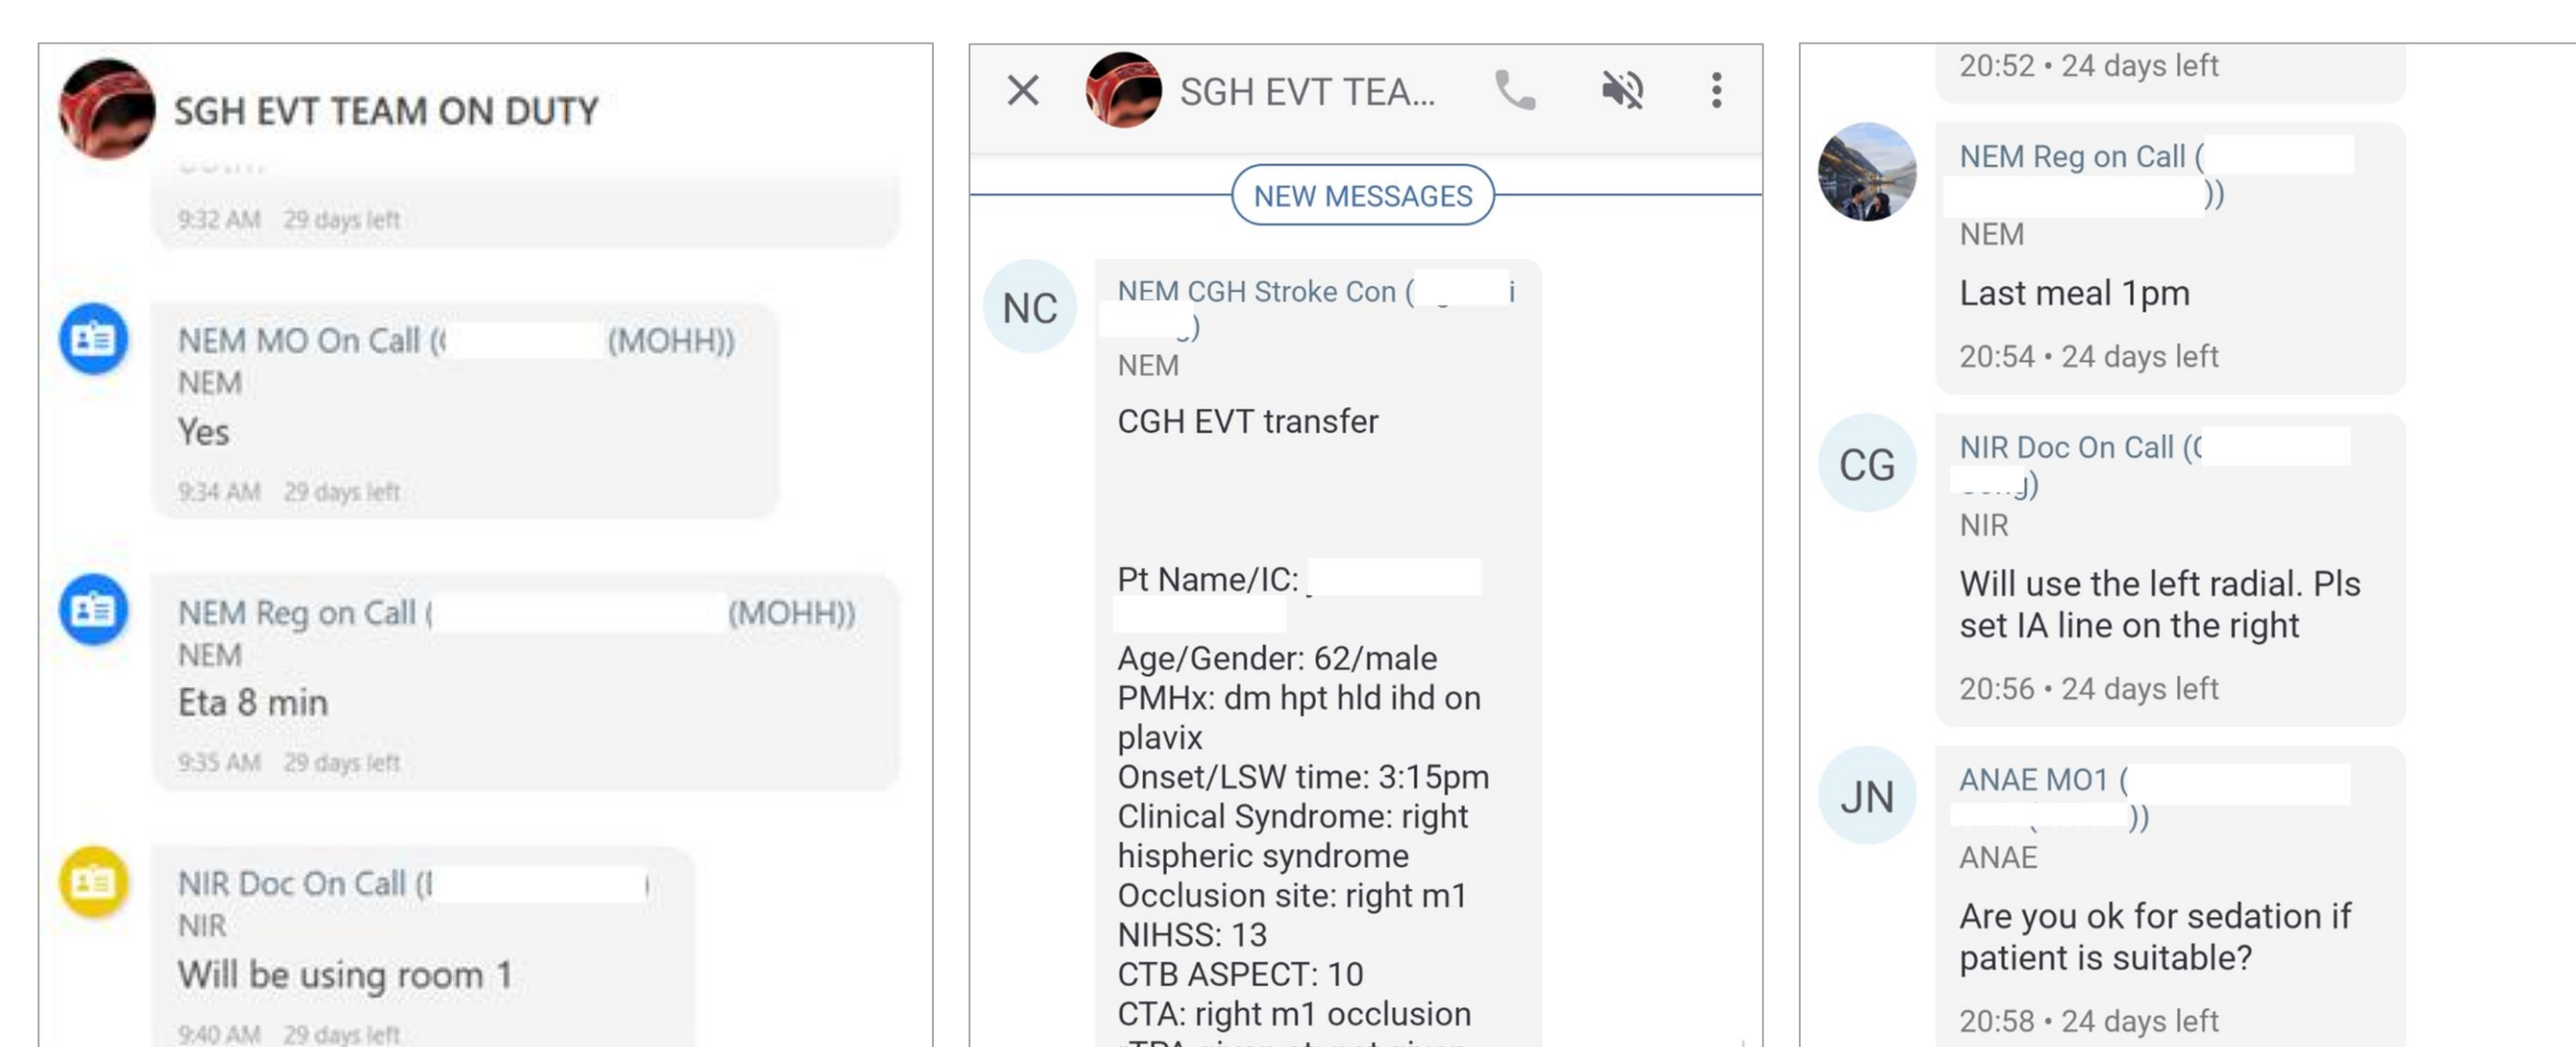 SGH EVT TEAM ON DUTY
9:32 AM 29 days left
NEM MO On Call ((
(MOHH))
NEM
Yes
9:34 AM 29 days left
NEM Reg on Call (
(MOHH))
NEM
Eta 8 min
9:35 AM 29 days left
NIR Doc On Call (
NIR
Will be using room 1
9:40 AM 29 days left
SGH EVT TEA...
NEW MESSAGES
NC
NEM CGH Stroke Con (
)
NEM
CGH EVT transfer
Pt Name/IC:
Age/Gender: 62/male
PMHx: dm hpt hld ihd on
plavix
Onset/LSW time: 3:15pm
Clinical Syndrome: right
hispheric syndrome
Occlusion site: right m1
NIHSS: 13
CTB ASPECT: 10
CTA: right m1 occlusion
20:52 • 24 days left
NEM Reg on Call (
))
NEM
Last meal 1pm
20:54 • 24 days left
CG
NIR Doc On Call (
)
NIR
Will use the left radial. Pls
set IA line on the right
20:56 • 24 days left
JN
ANAE MO1 (
))
ANAE
Are you ok for sedation if
patient is suitable?
20:58 • 24 days left